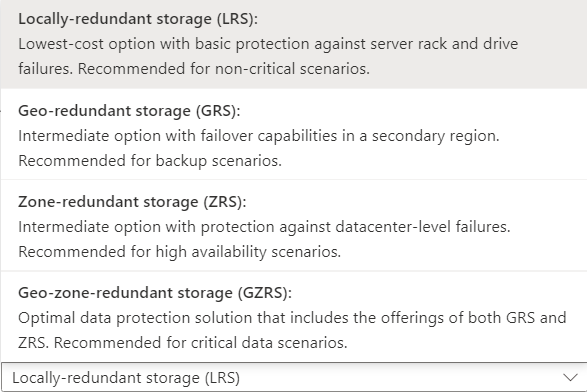 Locally-redundant storage (LRS):
Lowest-cost option with basic protection against server rack and drive
failures. Recommended for non-critical scenarios.
Geo-redundant storage (GRS):
Intermediate option with failover capabilities in a secondary region.
Recommended for backup scenarios.
Zone-redundant storage (ZRS):
Intermediate option with protection against datacenter-level failures.
Recommended for high availability scenarios.
Geo-zone-redundant storage (GZRS):
Optimal data protection solution that includes the offerings of both GRS and
ZRS. Recommended for critical data scenarios.
Locally-redundant storage (LRS)